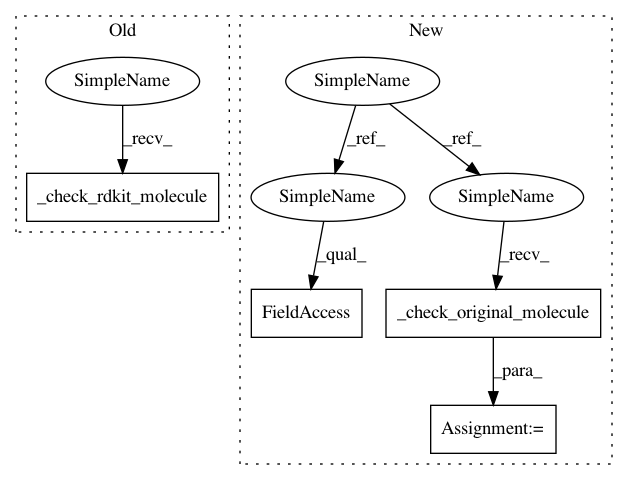 Old
New
SimpleName
SimpleName
_recv_
_ref_
_ref_
_check_rdkit_molecule
SimpleName
SimpleName
_qual_
_recv_
FieldAccess
_check_original_molecule
_para_
Assignment:=